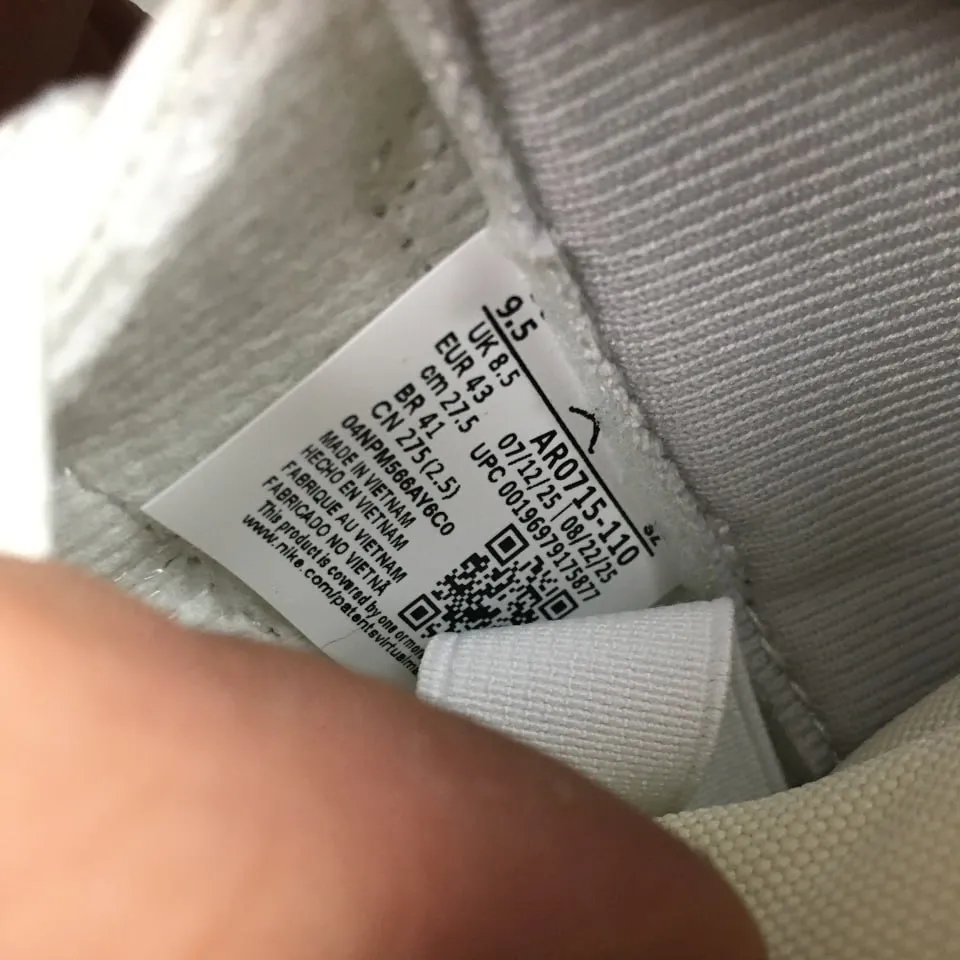 9.5
UK 8.5
EUR 43
cm 27.5
BR 41
CN 275 (2.5)
04NPM566AY6C0
MADE IN VIETNAM
HECHO EN VIETNAM
FABRIQUE AU VIETNAM
FABRICADO NO VIETNÃ
This product is covered by one or more
www.nike.com/patentsvirtual
AR0715-110
07/12/25 | 08/22/25
UPC 00196979175877